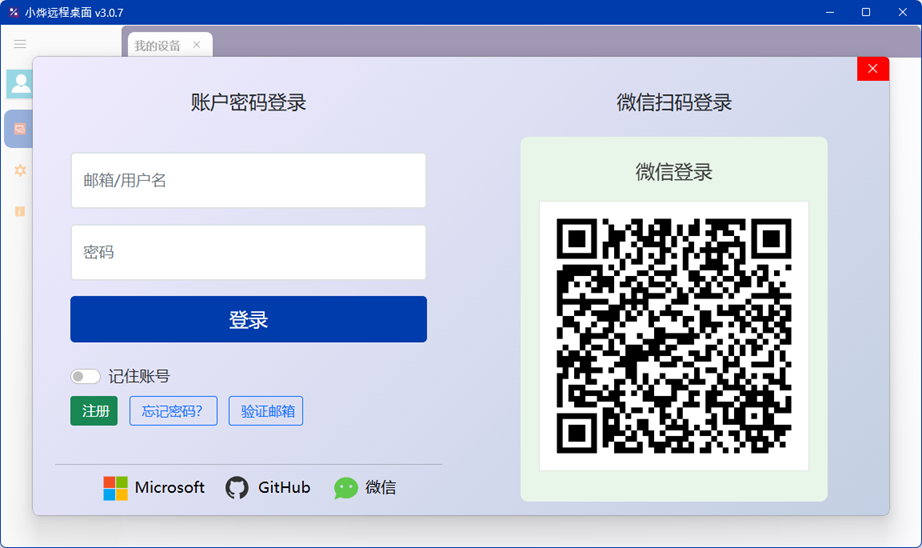 小烨远程桌面 v3.0.7
我的设备
账户密码登录
邮箱/用户名
密码
登录
记住账号
注册 忘记密码？ 验证邮箱
Microsoft GitHub 微信
微信扫码登录
微信登录